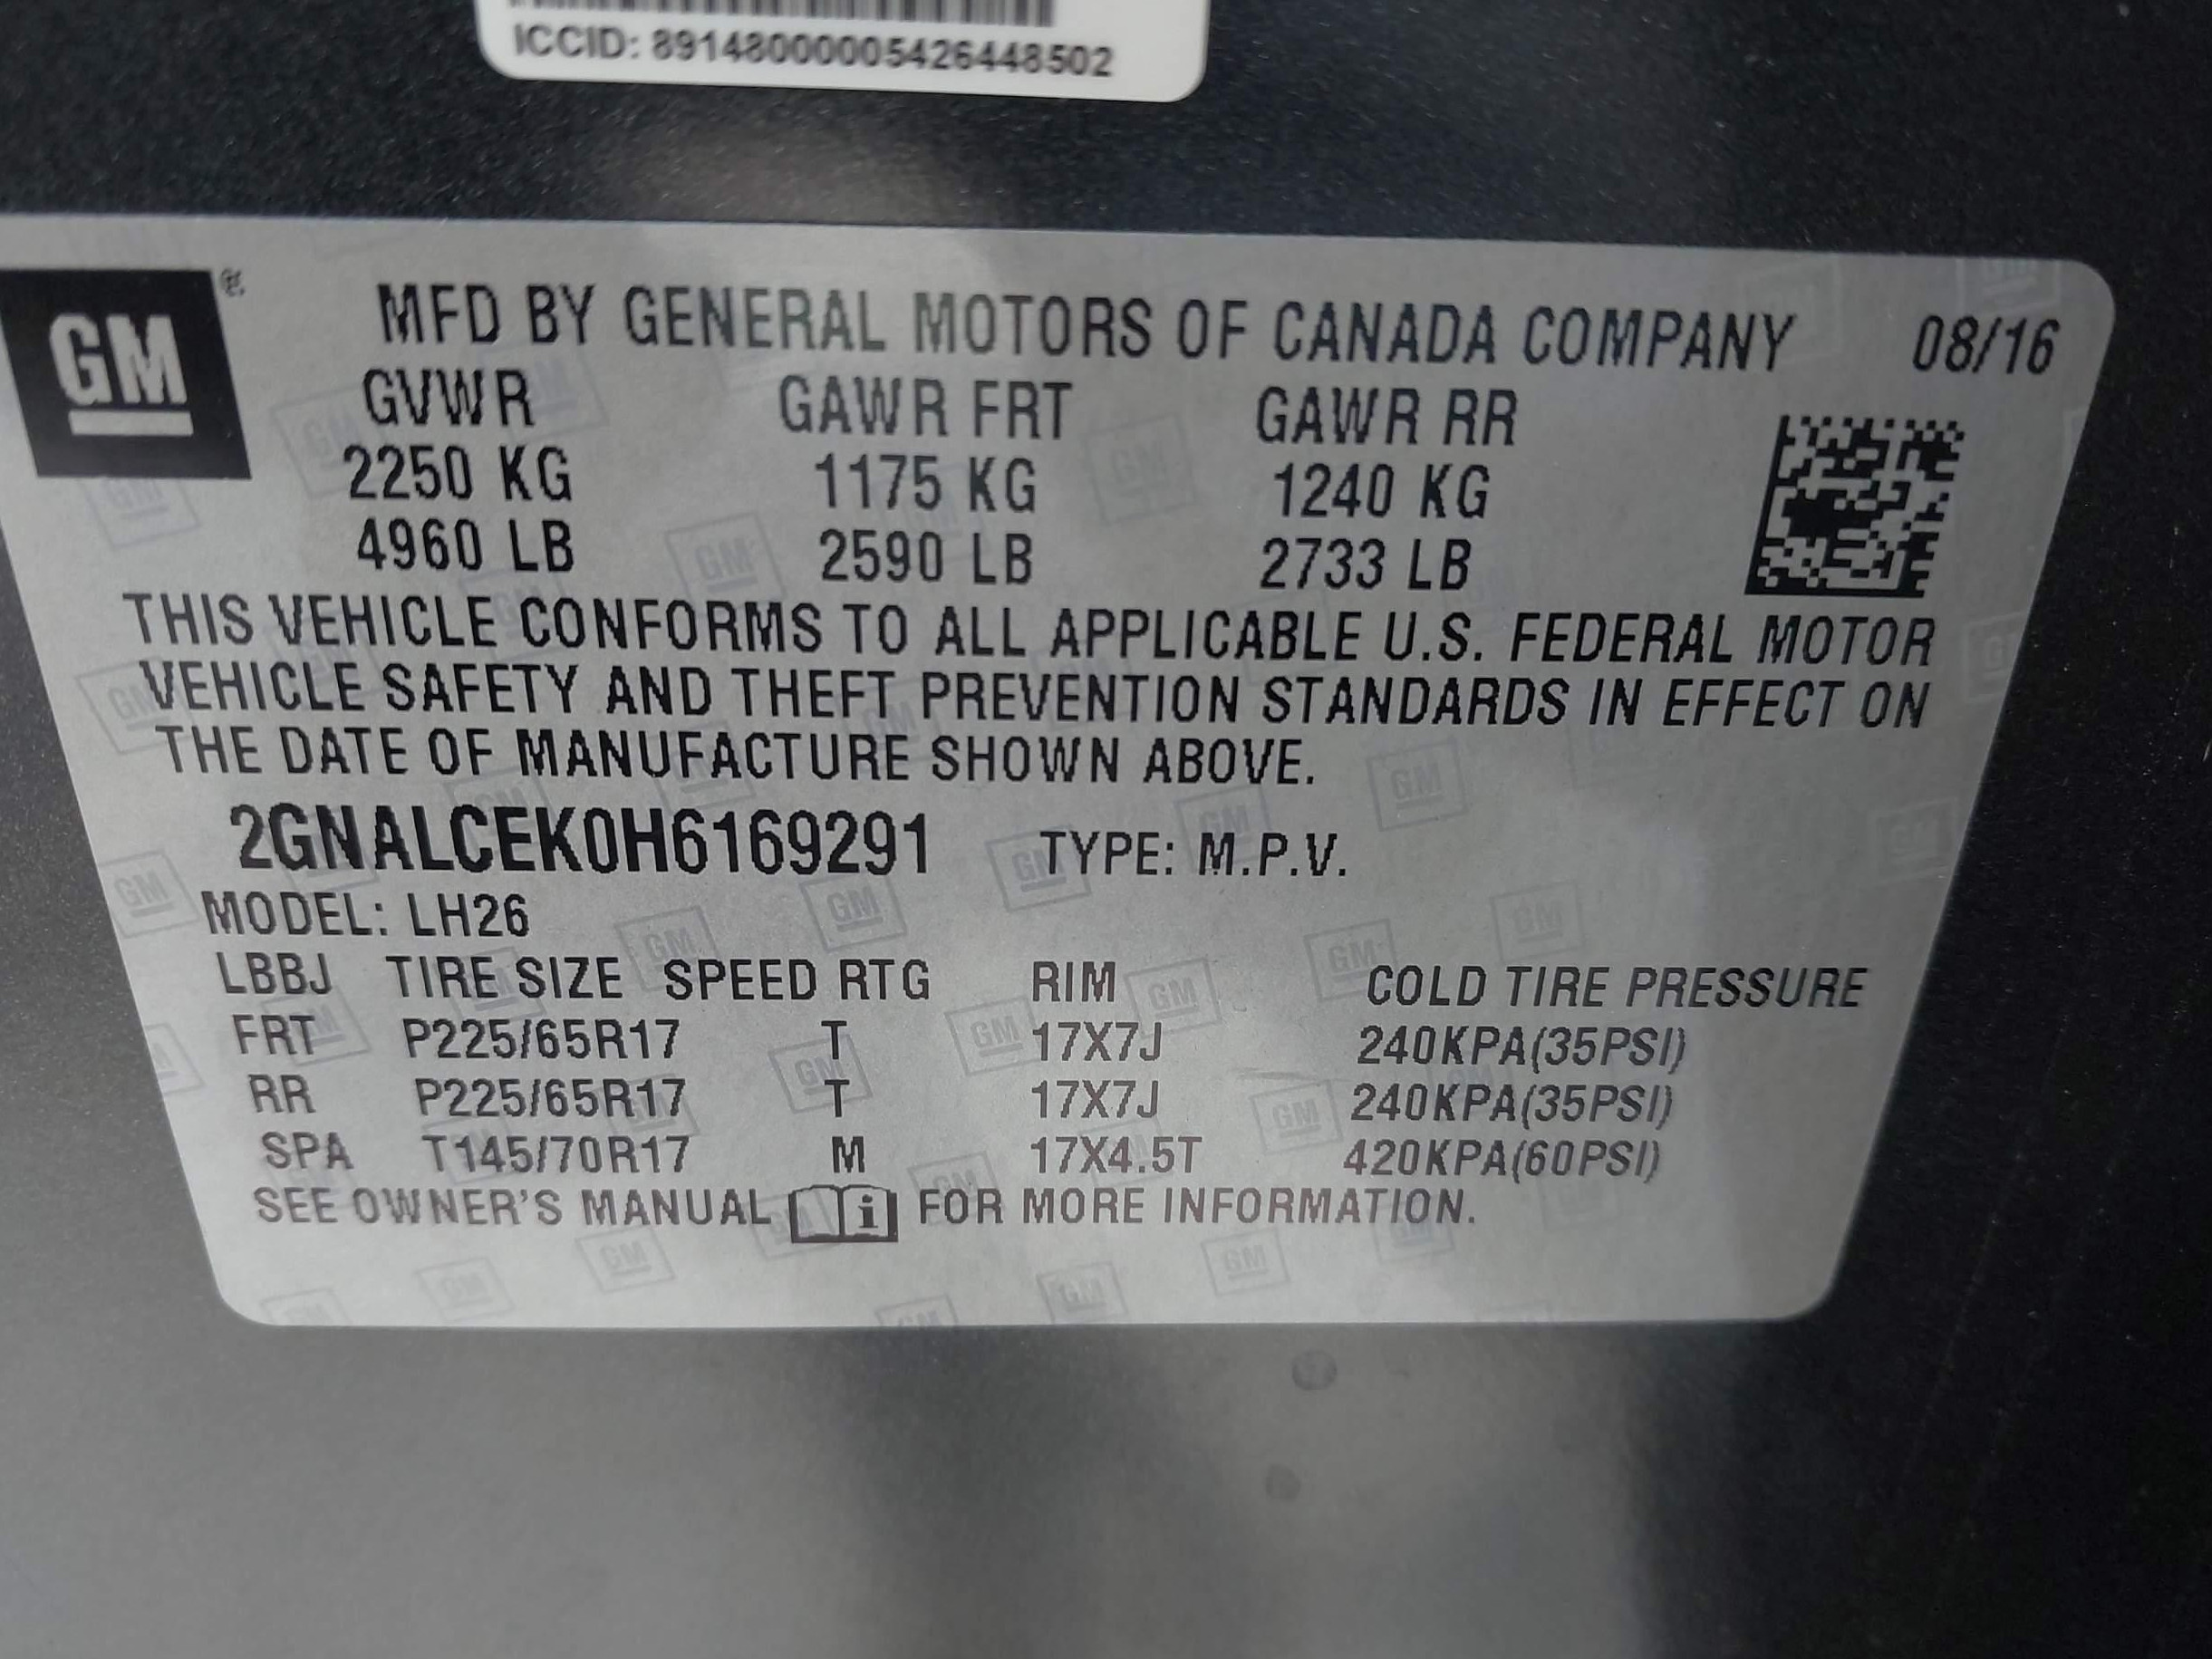 ICCID: 89148000005426448502
GM ®
MFD BY GENERAL MOTORS OF CANADA COMPANY 08/16
GVWR GAWR FRT GAWR RR
2250 KG 1175 KG 1240 KG
4960 LB 2590 LB 2733 LB
THIS VEHICLE CONFORMS TO ALL APPLICABLE U.S. FEDERAL MOTOR
VEHICLE SAFETY AND THEFT PREVENTION STANDARDS IN EFFECT ON
THE DATE OF MANUFACTURE SHOWN ABOVE.
2GNALCEK0H6169291 TYPE: M.P.V.
MODEL: LH26
LBBJ TIRE SIZE SPEED RTG RIM COLD TIRE PRESSURE
FRT P225/65R17 T 17X7J 240KPA(35PSI)
RR P225/65R17 T 17X7J 240KPA(35PSI)
SPA T145/70R17 M 17X4.5T 420KPA(60PSI)
SEE OWNER'S MANUAL i FOR MORE INFORMATION.